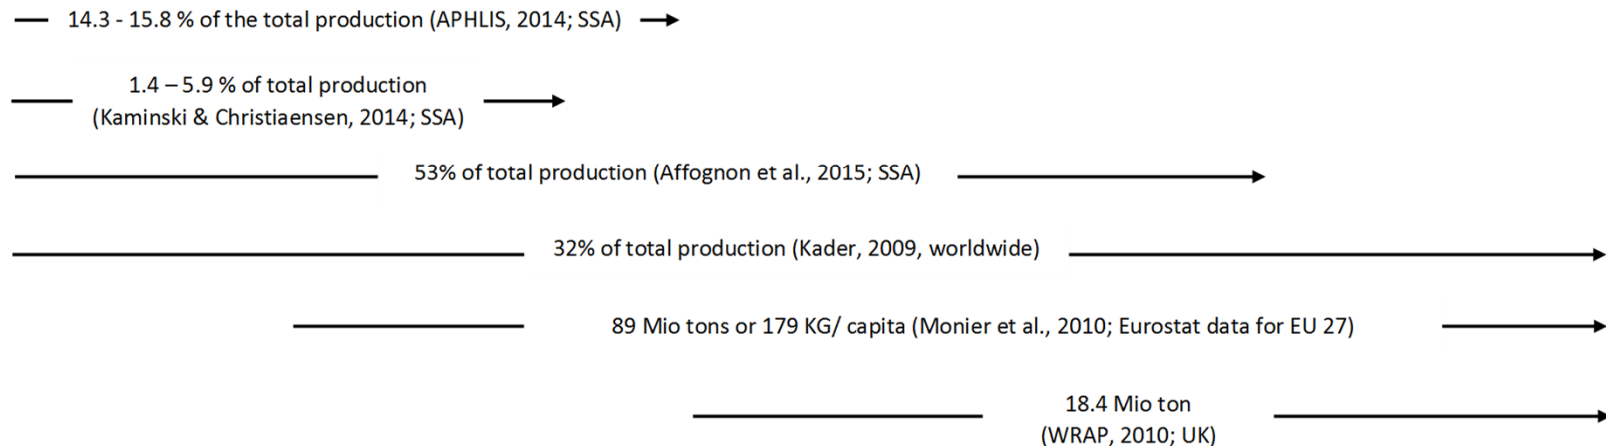 14.3 - 15.8 % of the total production (APHLIS, 2014; SSA)
1.4 – 5.9 % of total production
(Kaminski & Christiaensen, 2014; SSA)
53% of total production (Affognon et al., 2015; SSA)
32% of total production (Kader, 2009, worldwide)
89 Mio tons or 179 KG/ capita (Monier et al., 2010; Eurostat data for EU 27)
18.4 Mio ton
(WRAP, 2010; UK)